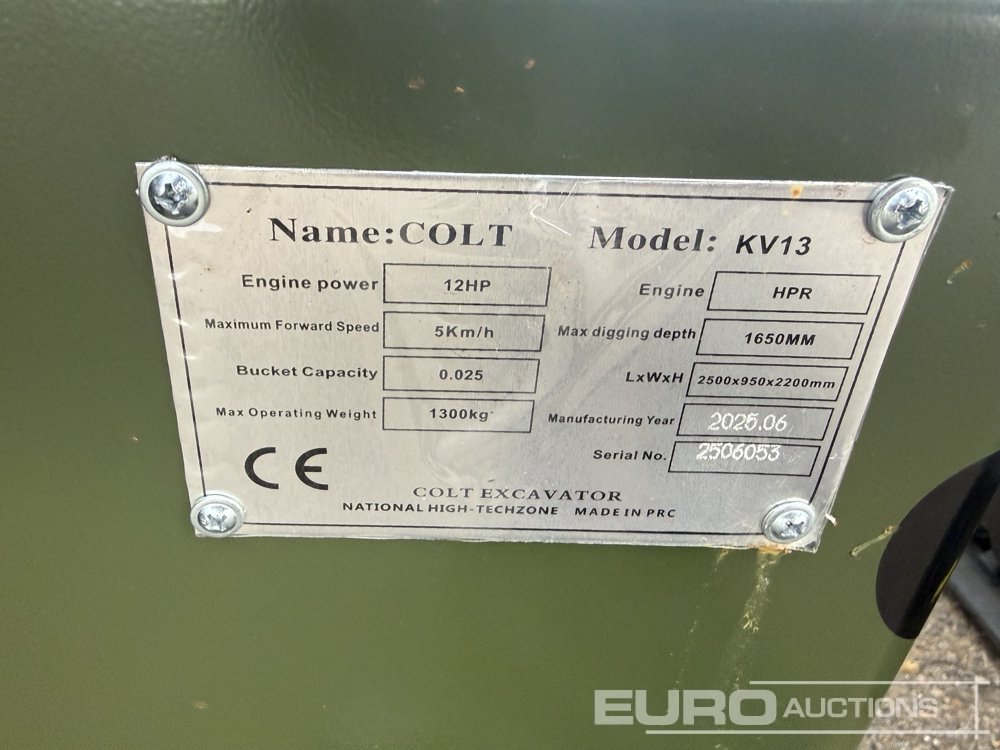 Name:COLT Model: KV13
Engine power 12HP Engine HPR
Maximum Forward Speed 5Km/h Max digging depth 1650MM
Bucket Capacity 0.025 LxWxH 2500x950x2200mm
Max Operating Weight 1300kg Manufacturing Year 2025.06
Serial No. 2506053
CE
COLT EXCAVATOR
NATIONAL HIGH-TECHZONE MADE IN PRC
EURO AUCTIONS